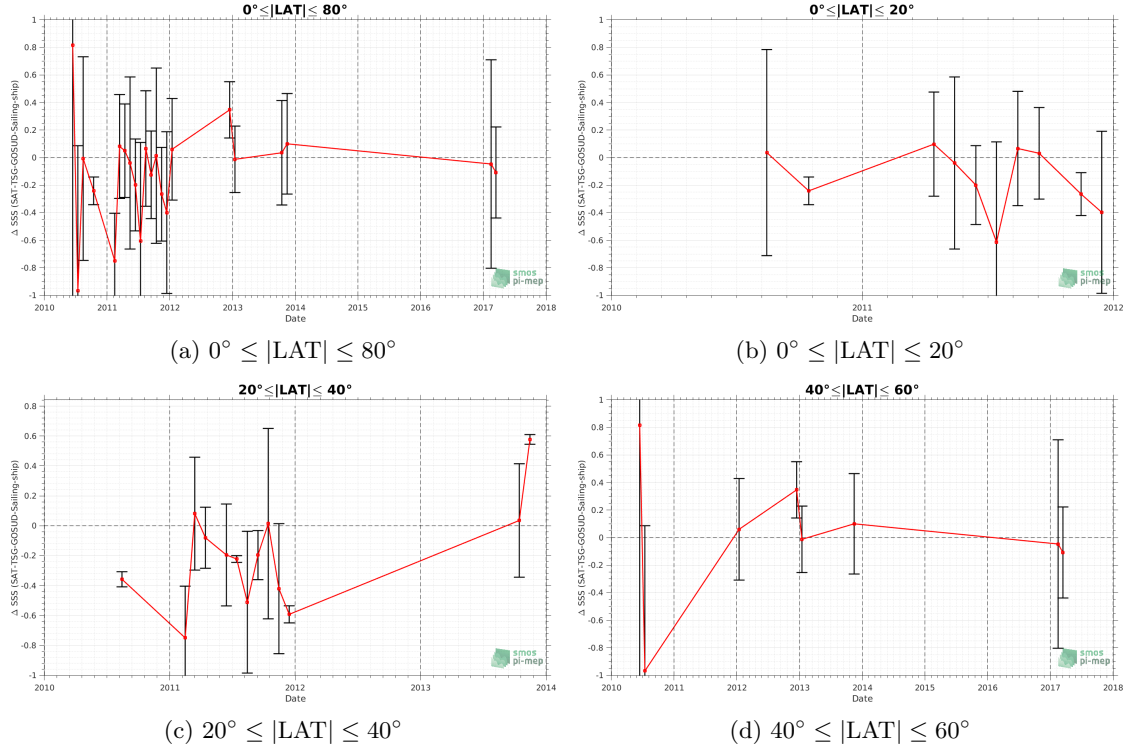 0°≤|LAT|≤ 80°
Δ SSS (SAT-TSG-GOSUD-Sailing-ship)
1
0.8
0.6
0.4
0.2
0
-0.2
-0.4
-0.6
-0.8
-1
2010 2011 2012 2013 2014 2015 2016 2017 2018
Date
smos
pi-mep
(a) 0° ≤ |LAT| ≤ 80°
0°≤|LAT|≤ 20°
Δ SSS (SAT-TSG-GOSUD-Sailing-ship)
1
0.8
0.6
0.4
0.2
0
-0.2
-0.4
-0.6
-0.8
-1
2010 2011 2012
Date
smos
pi-mep
(b) 0° ≤ |LAT| ≤ 20°
20°≤|LAT|≤ 40°
Δ SSS (SAT-TSG-GOSUD-Sailing-ship)
0.8
0.6
0.4
0.2
0
-0.2
-0.4
-0.6
-0.8
-1
2010 2011 2012 2013 2014
Date
smos
pi-mep
(c) 20° ≤ |LAT| ≤ 40°
40°≤|LAT|≤ 60°
Δ SSS (SAT-TSG-GOSUD-Sailing-ship)
1
0.8
0.6
0.4
0.2
0
-0.2
-0.4
-0.6
-0.8
-1
2010 2011 2012 2013 2014 2015 2016 2017 2018
Date
smos
pi-mep
(d) 40° ≤ |LAT| ≤ 60°